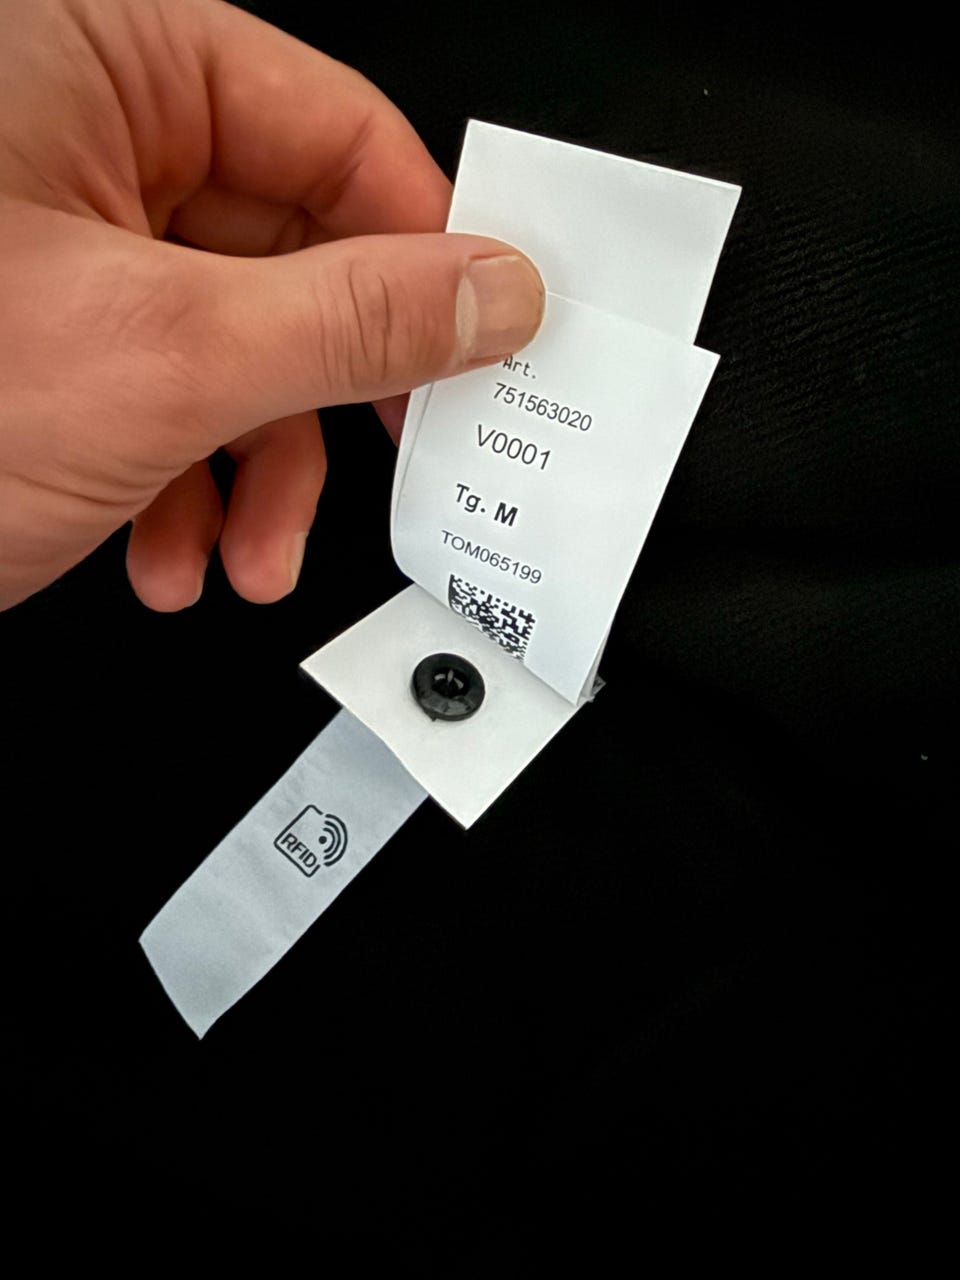 Art.
751563020
V0001
Tg. M
TOM065199
RFID